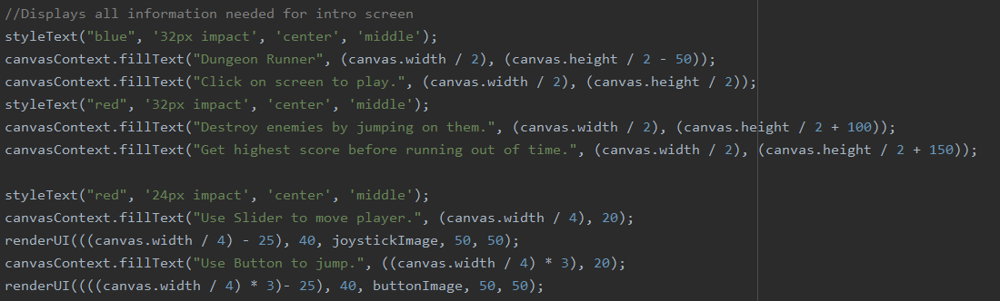 //Displays all information needed for intro screen
styleText("blue", '32px impact', 'center', 'middle');
canvasContext.fillText("Dungeon Runner", (canvas.width / 2), (canvas.height / 2 - 50));
canvasContext.fillText("Click on screen to play.", (canvas.width / 2), (canvas.height / 2));
styleText("red", '32px impact', 'center', 'middle');
canvasContext.fillText("Destroy enemies by jumping on them.", (canvas.width / 2), (canvas.height / 2 + 100));
canvasContext.fillText("Get highest score before running out of time.", (canvas.width / 2), (canvas.height / 2 + 150));
styleText("red", '24px impact', 'center', 'middle');
canvasContext.fillText("Use Slider to move player.", (canvas.width / 4), 20);
renderUI(((canvas.width / 4) - 25), 40, joystickImage, 50, 50);
canvasContext.fillText("Use Button to jump.", ((canvas.width / 4) * 3), 20);
renderUI((((canvas.width / 4) * 3)- 25), 40, buttonImage, 50, 50);